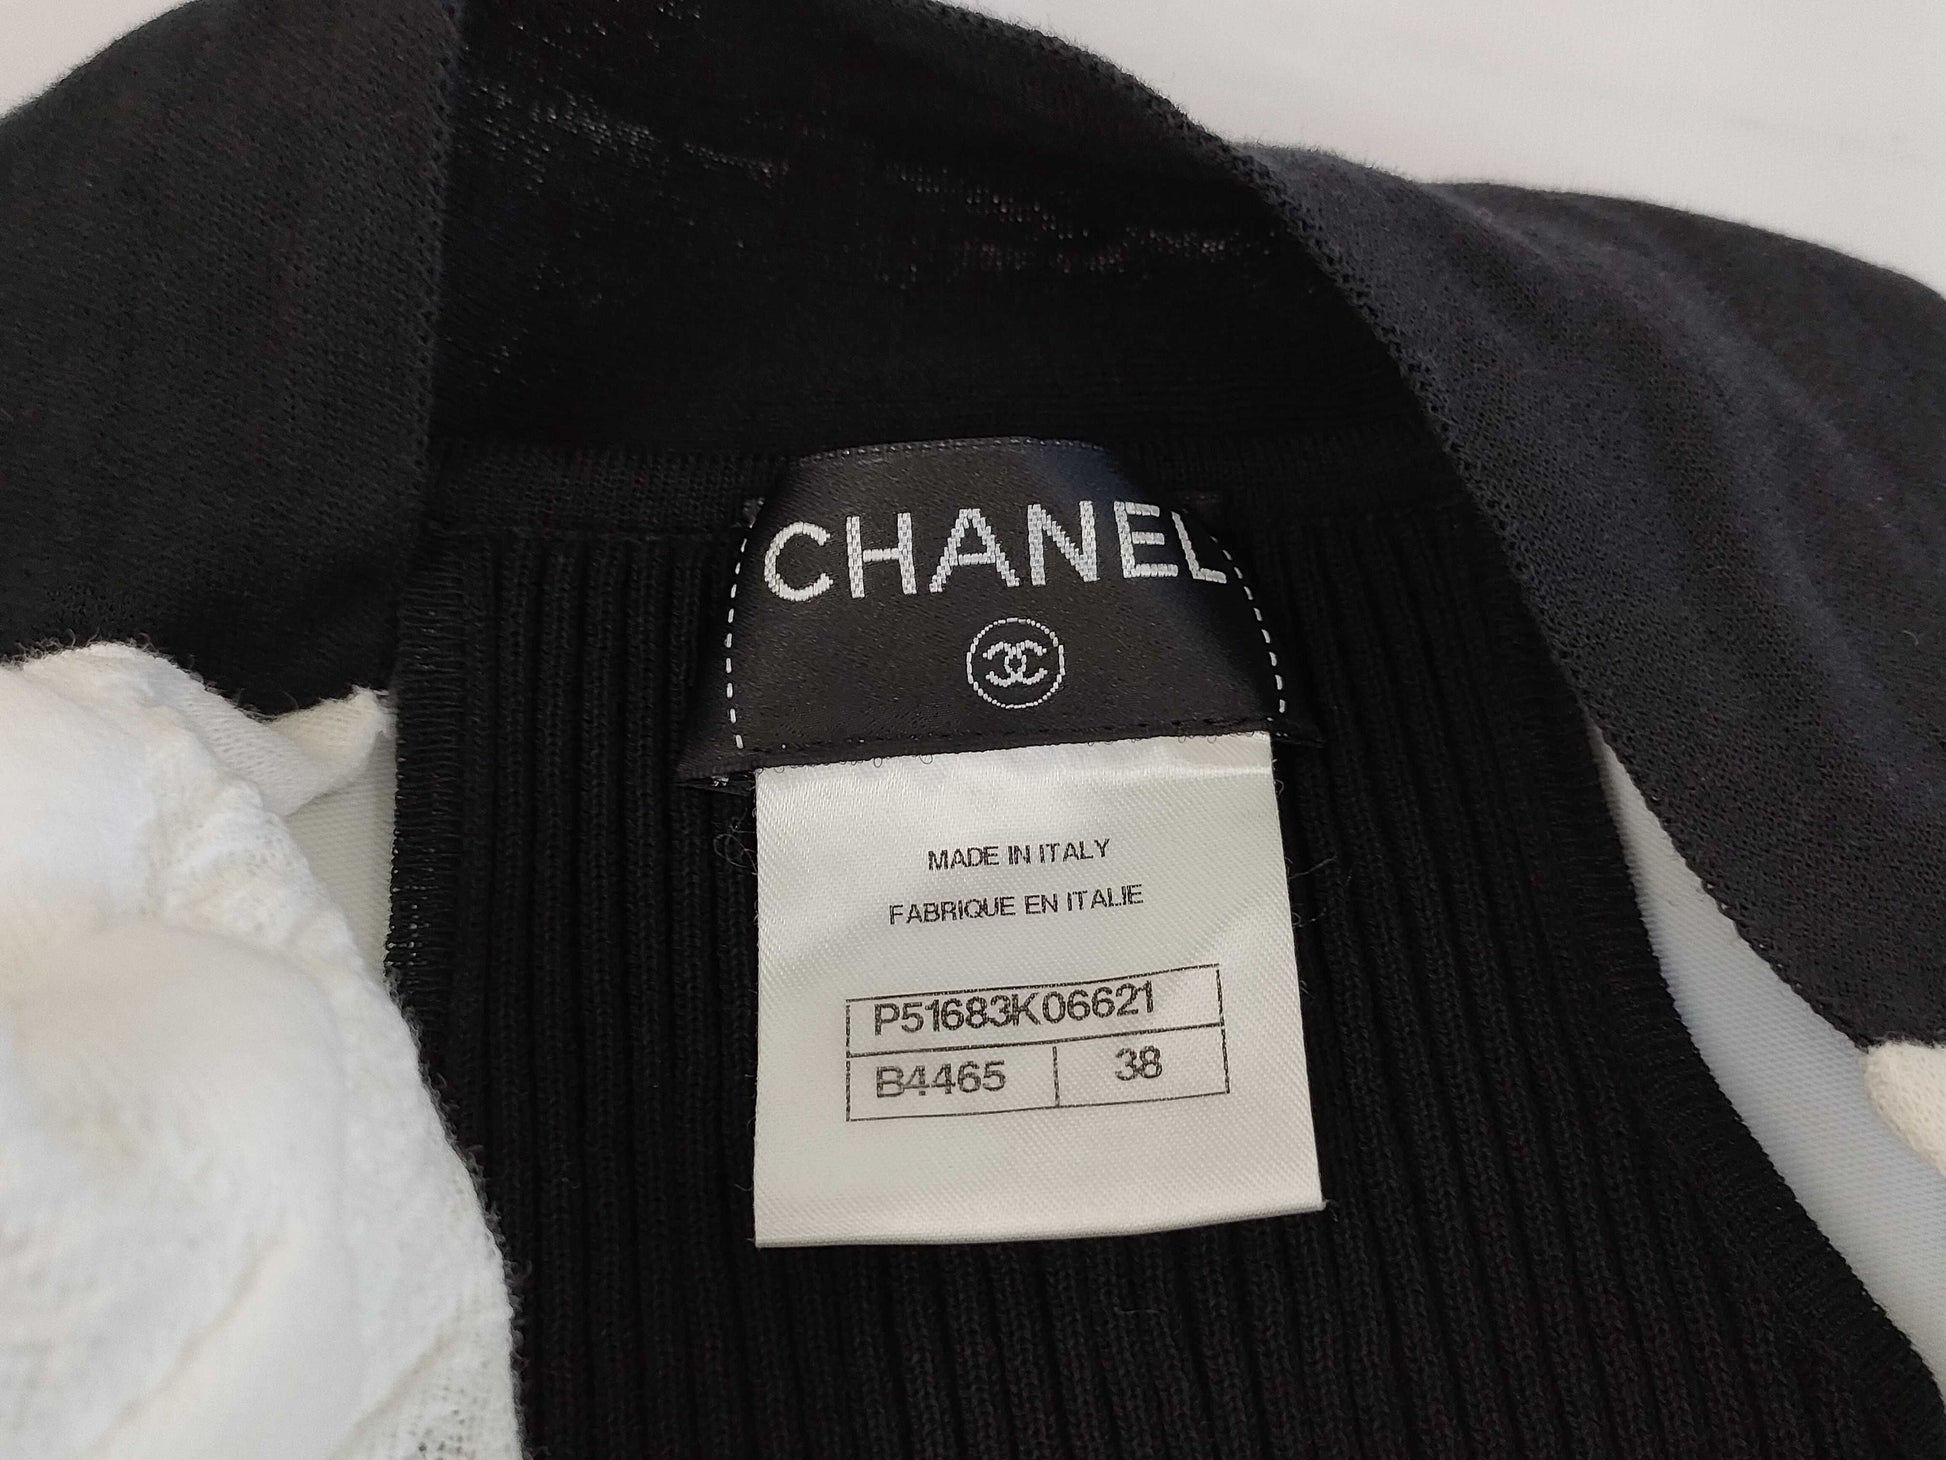 CHANEL
MADE IN ITALY
FABRIQUE EN ITALIE
P51683K06621
B4465 38